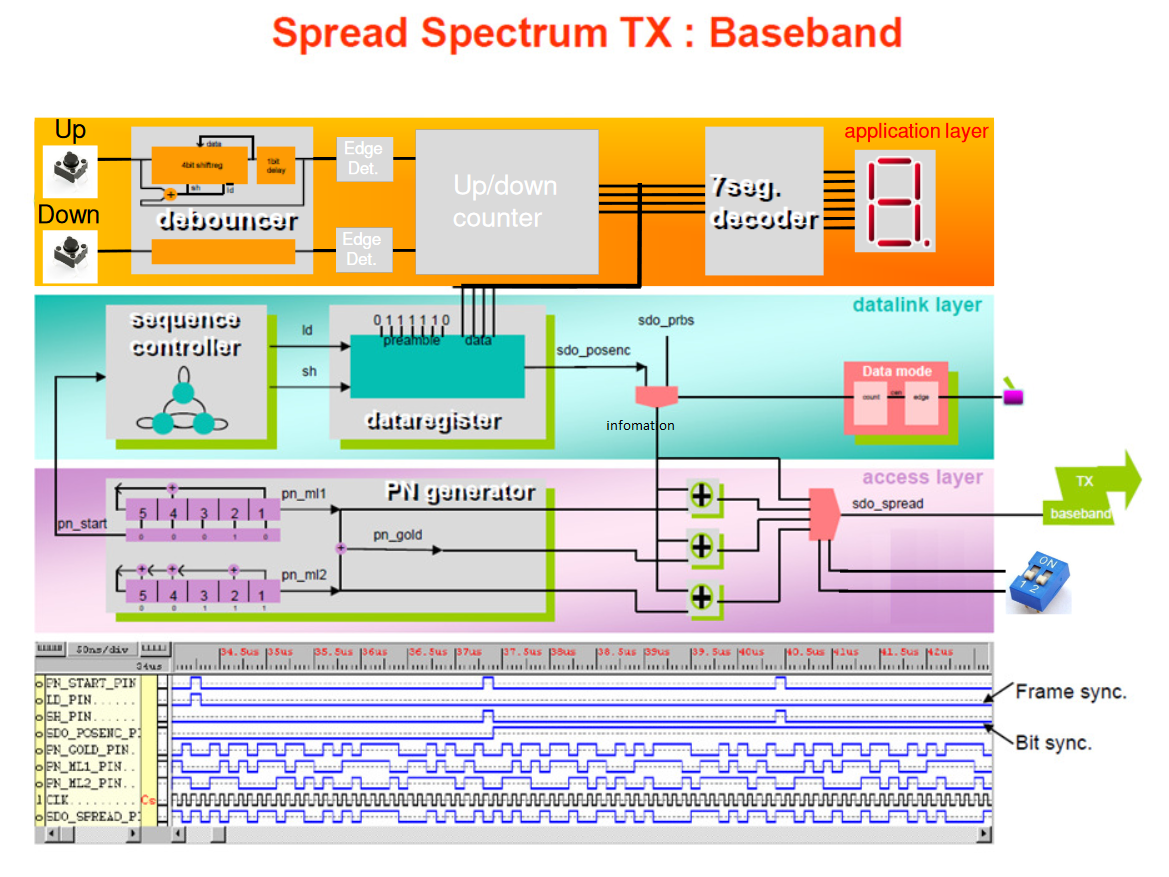 Spread Spectrum TX : Baseband
Up
application layer
data
4bit shiftreg
1bit
delay
sh
ld
+
Edge
Det.
Up/down
counter
7seg.
decoder
Down
debouncer
Edge
Det.
datalink layer
sequence
controller
ld
sh
0 1 1 1 1 1 0
preamble
data
dataregister
sdo_posenc
sdo_prbs
infomation
Data mode
count
cen
edge
access layer
PN generator
pn_start
+
5 4 3 2 1
0 0 0 1 0
pn_ml1
+
pn_gold
+ + +
5 4 3 2 1
0 0 1 1 1
pn_ml2
+
+
+
sdo_spread
TX
baseband
ON
1 2
50ns/div
34us
34.5us 35us 35.5us 36us 36.5us 37us 37.5us 38us 38.5us 39us 39.5us 40us 40.5us 41us 41.5us 42us
PN_START_PIN
LD_PIN......
SH_PIN......
SDO_POSENC_P
PN_GOLD_PIN.
PN_ML1_PIN..
PN_ML2_PIN..
1 CLK......... Cs
SDO_SPREAD_P
Frame sync.
Bit sync.